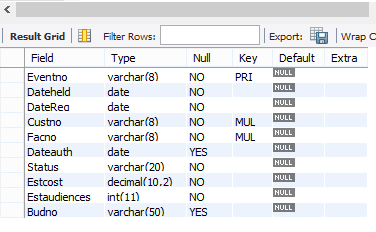 Result Grid Filter Rows: Export: Wrap C
Field Type Null Key Default Extra
Eventno varchar(8) NO PRI NULL
Dateheld date NO NULL
DateReq date NO NULL
Custno varchar(8) NO MUL NULL
Facno varchar(8) NO MUL NULL
Dateauth date YES NULL
Status varchar(20) NO NULL
Estcost decimal(10,2) NO NULL
Estaudiences int(11) NO NULL
Budno varchar(50) YES NULL